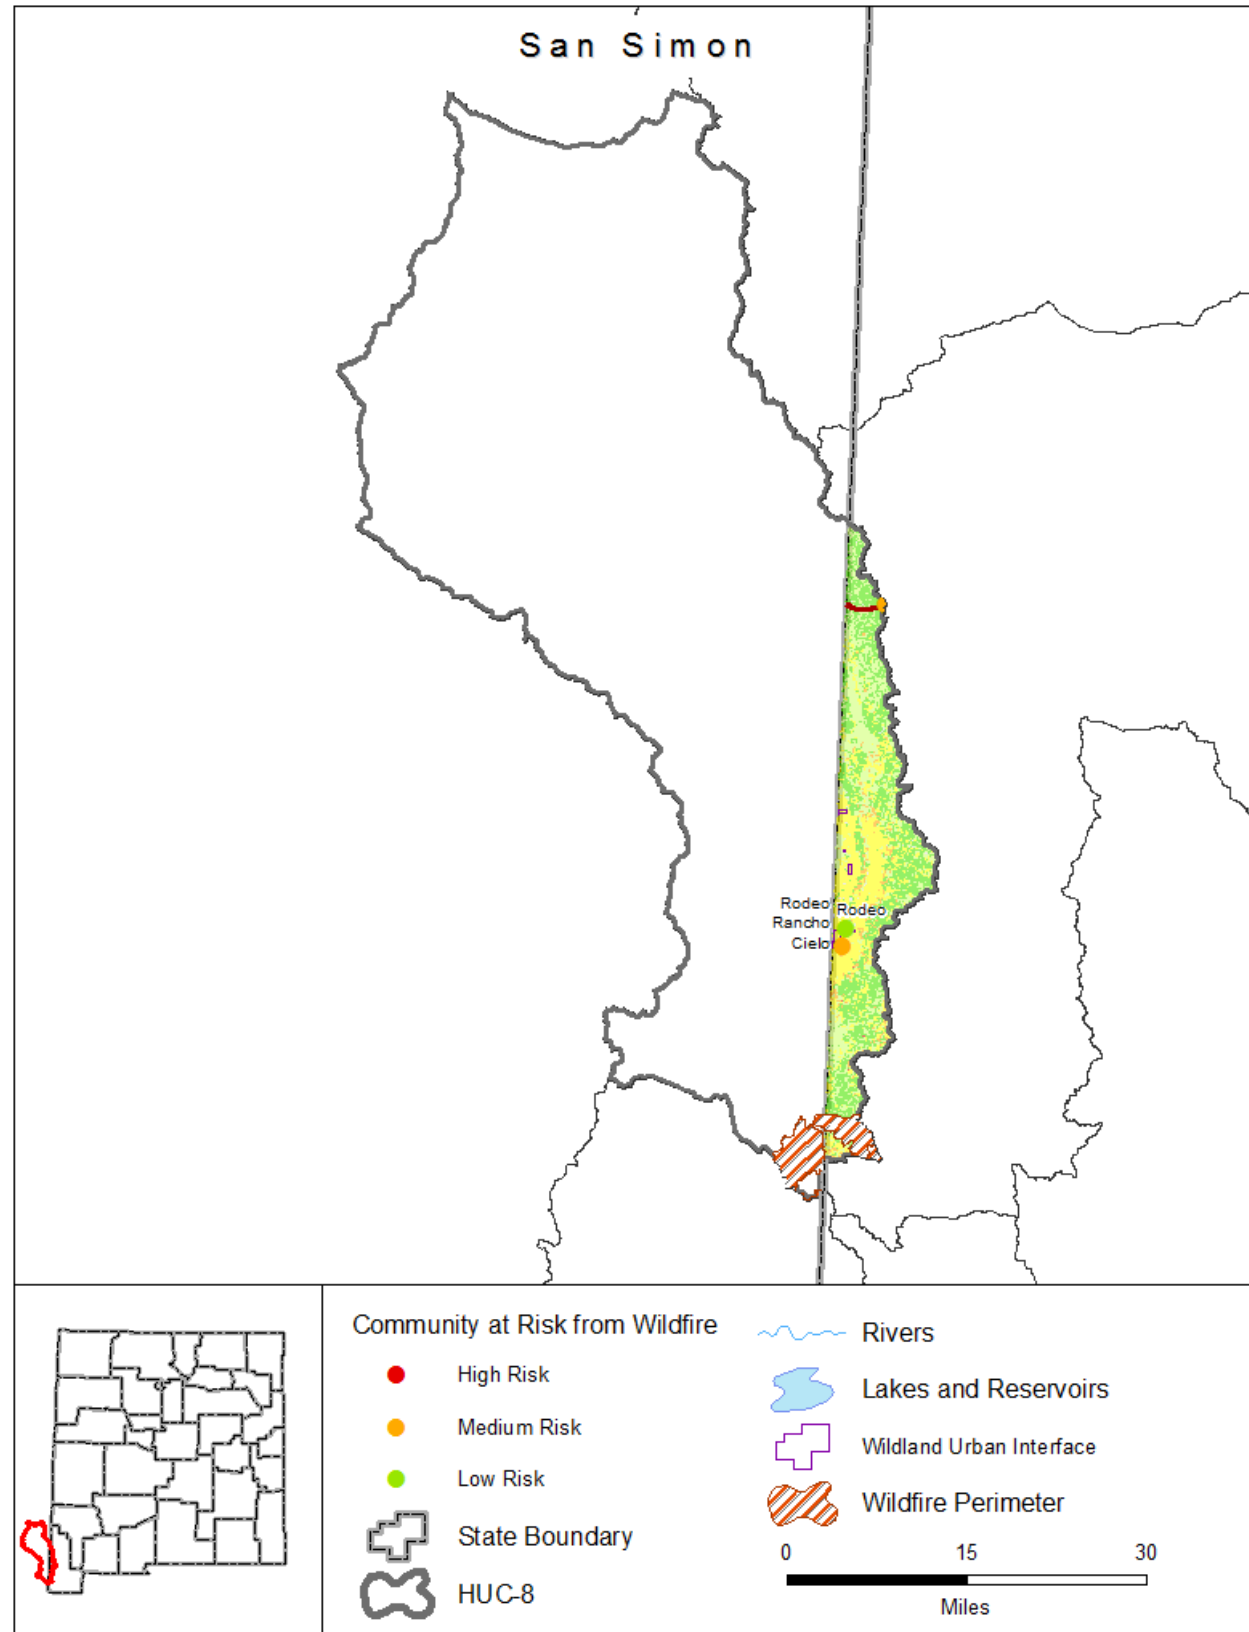 San Simon
Rodeo
Rancho
Cielo
Rodeo
Community at Risk from Wildfire
High Risk
Medium Risk
Low Risk
State Boundary
HUC-8
Rivers
Lakes and Reservoirs
Wildland Urban Interface
Wildfire Perimeter
0 15 30
Miles